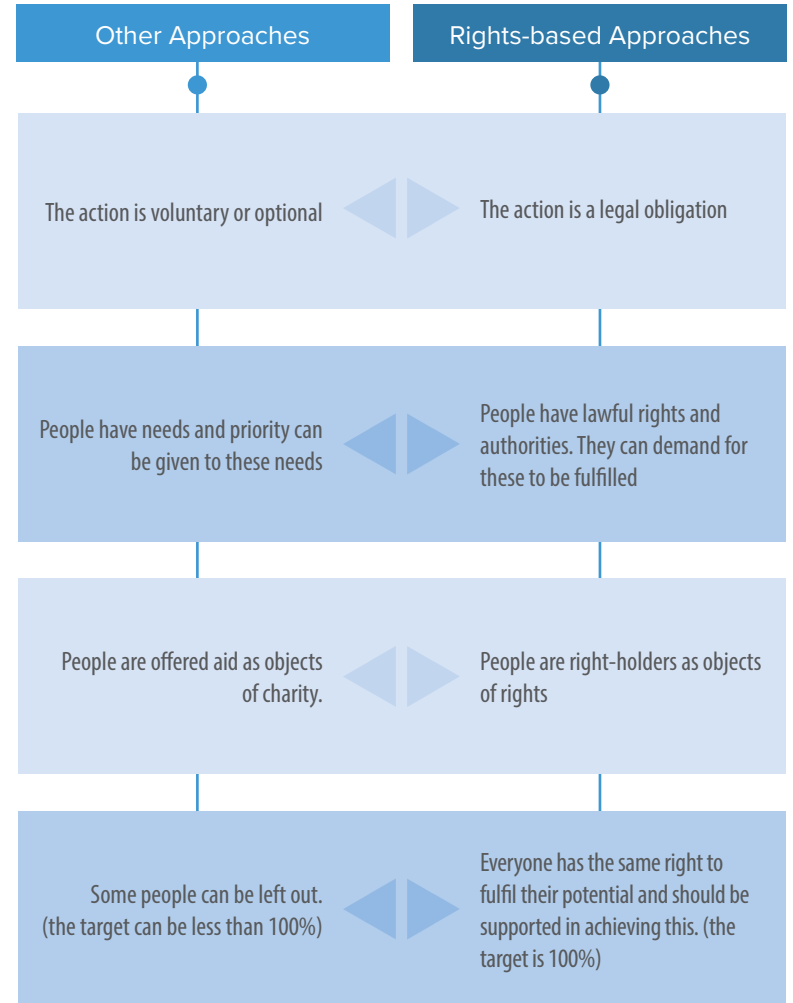 Other Approaches
Rights-based Approaches
The action is voluntary or optional
The action is a legal obligation
People have needs and priority can
be given to these needs
People have lawful rights and
authorities. They can demand for
these to be fulfilled
People are offered aid as objects
of charity.
People are right-holders as objects
of rights
Some people can be left out.
(the target can be less than 100%)
Everyone has the same right to
fulfil their potential and should be
supported in achieving this. (the
target is 100%)